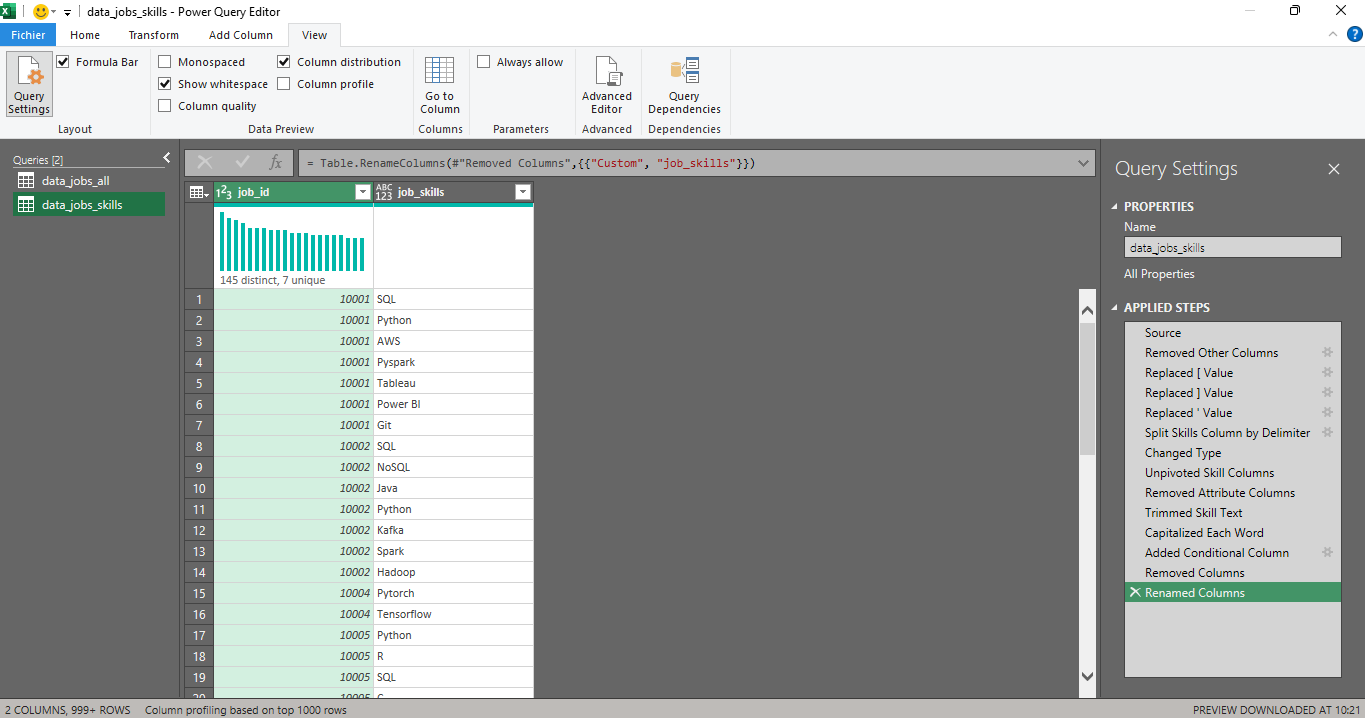 data_jobs_skills - Power Query Editor
Fichier Home Transform Add Column View
Query Settings
Formula Bar
Layout
Monospaced
Show whitespace
Column quality
Column distribution
Column profile
Data Preview
Go to Column
Columns
Always allow
Parameters
Advanced Editor
Advanced
Query Dependencies
Dependencies
Queries [2]
data_jobs_all
data_jobs_skills
fx
= Table.RenameColumns(#"Removed Columns",{{"Custom", "job_skills"}})
1 2 3 job_id ABC 123 job_skills
145 distinct, 7 unique
1 10001 SQL
2 10001 Python
3 10001 AWS
4 10001 Pyspark
5 10001 Tableau
6 10001 Power BI
7 10001 Git
8 10002 SQL
9 10002 NoSQL
10 10002 Java
11 10002 Python
12 10002 Kafka
13 10002 Spark
14 10002 Hadoop
15 10004 Pytorch
16 10004 Tensorflow
17 10005 Python
18 10005 R
19 10005 SQL
20 10005 C
Query Settings
PROPERTIES
Name
data_jobs_skills
All Properties
APPLIED STEPS
Source
Removed Other Columns
Replaced [ Value
Replaced ] Value
Replaced ' Value
Split Skills Column by Delimiter
Changed Type
Unpivoted Skill Columns
Removed Attribute Columns
Trimmed Skill Text
Capitalized Each Word
Added Conditional Column
Removed Columns
Renamed Columns
2 COLUMNS, 999+ ROWS Column profiling based on top 1000 rows
PREVIEW DOWNLOADED AT 10:21